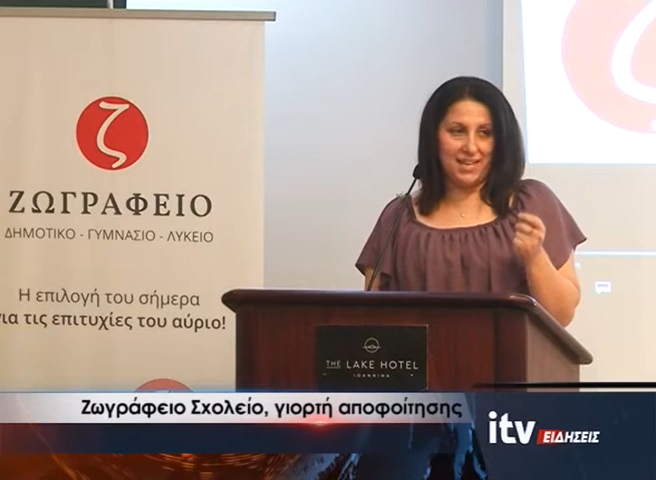 ζ
ΖΩΓΡΑΦΕΙΟ
ΔΗΜΟΤΙΚΟ - ΓΥΜΝΑΣΙΟ - ΛΥΚΕΙΟ
Η επιλογή του σήμερα
για τις επιτυχίες του αύριο!
THE LAKE HOTEL
IOANNINA
Ζωγράφειο Σχολείο, γιορτή αποφοίτησης
itv ΕΙΔΗΣΕΙΣ